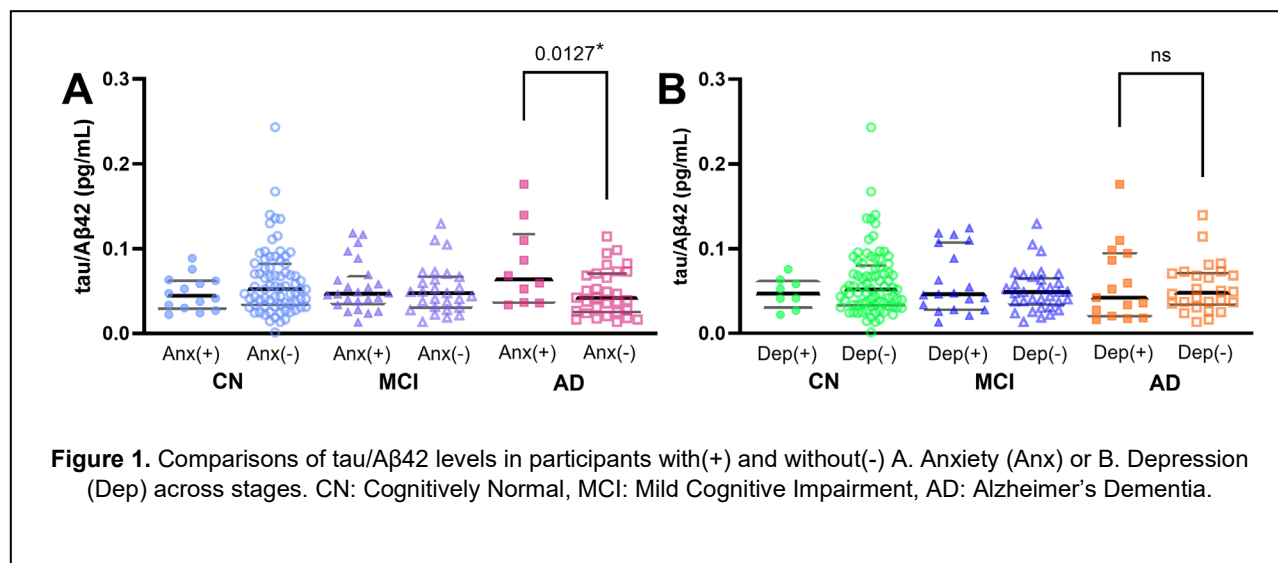 A
tau/Aβ42 (pg/mL)
0.3
0.2
0.1
0.0
0.0127*
Anx(+) Anx(-) Anx(+) Anx(-) Anx(+) Anx(-)
CN MCI AD
B
tau/Aβ42 (pg/mL)
0.3
0.2
0.1
0.0
ns
Dep(+) Dep(-) Dep(+) Dep(-) Dep(+) Dep(-)
CN MCI AD
Figure 1. Comparisons of tau/Aβ42 levels in participants with(+) and without(-) A. Anxiety (Anx) or B. Depression
(Dep) across stages. CN: Cognitively Normal, MCI: Mild Cognitive Impairment, AD: Alzheimer’s Dementia.